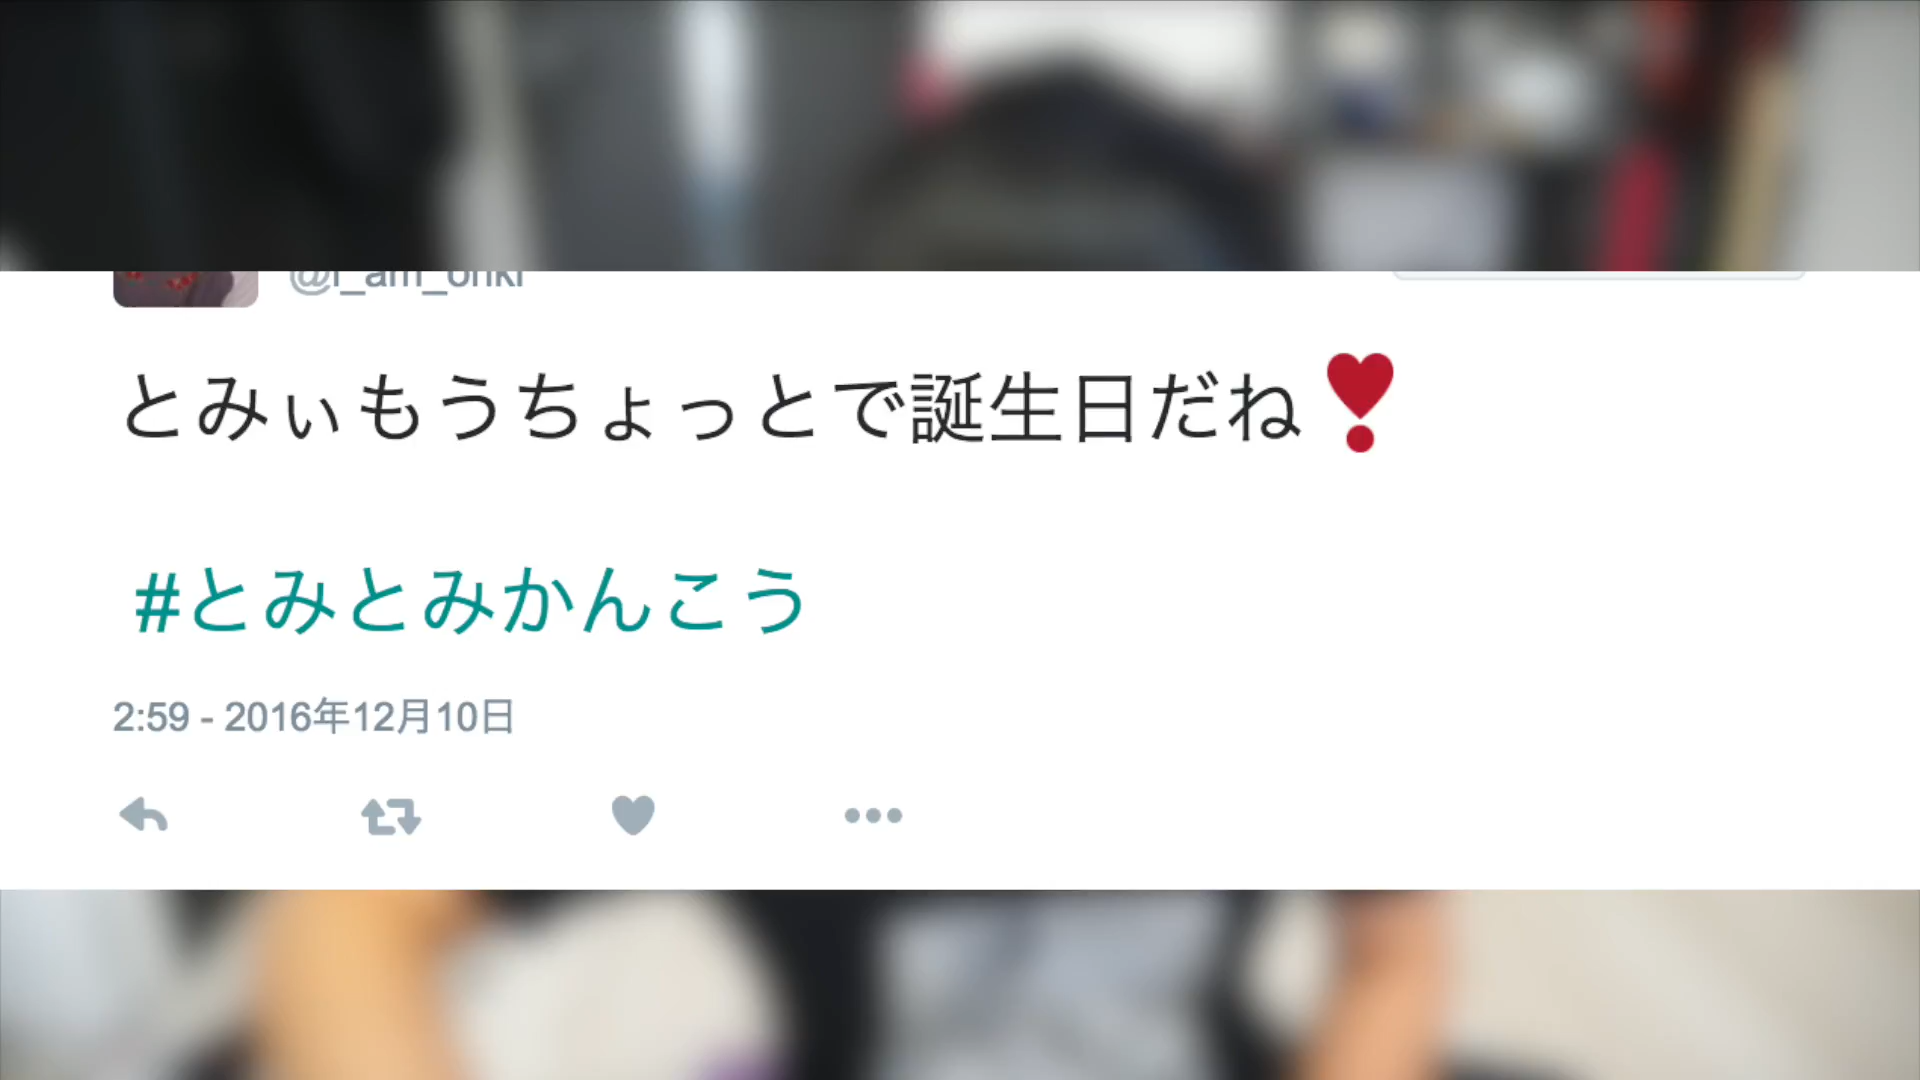 とみぃもうちょっとで誕生日だね❣
#とみとみかんこう
2:59 - 2016年12月10日